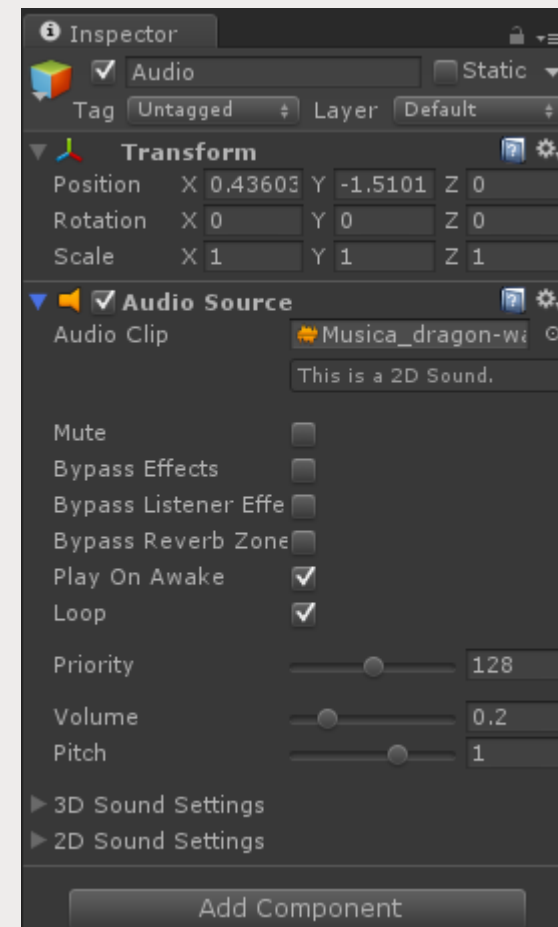 Inspector
Audio Static
Tag Untagged Layer Default
Transform
Position X 0.43603 Y -1.5101 Z 0
Rotation X 0 Y 0 Z 0
Scale X 1 Y 1 Z 1
Audio Source
Audio Clip Musica_dragon-wa
This is a 2D Sound.
Mute
Bypass Effects
Bypass Listener Effe
Bypass Reverb Zone
Play On Awake
Loop
Priority 128
Volume 0.2
Pitch 1
3D Sound Settings
2D Sound Settings
Add Component